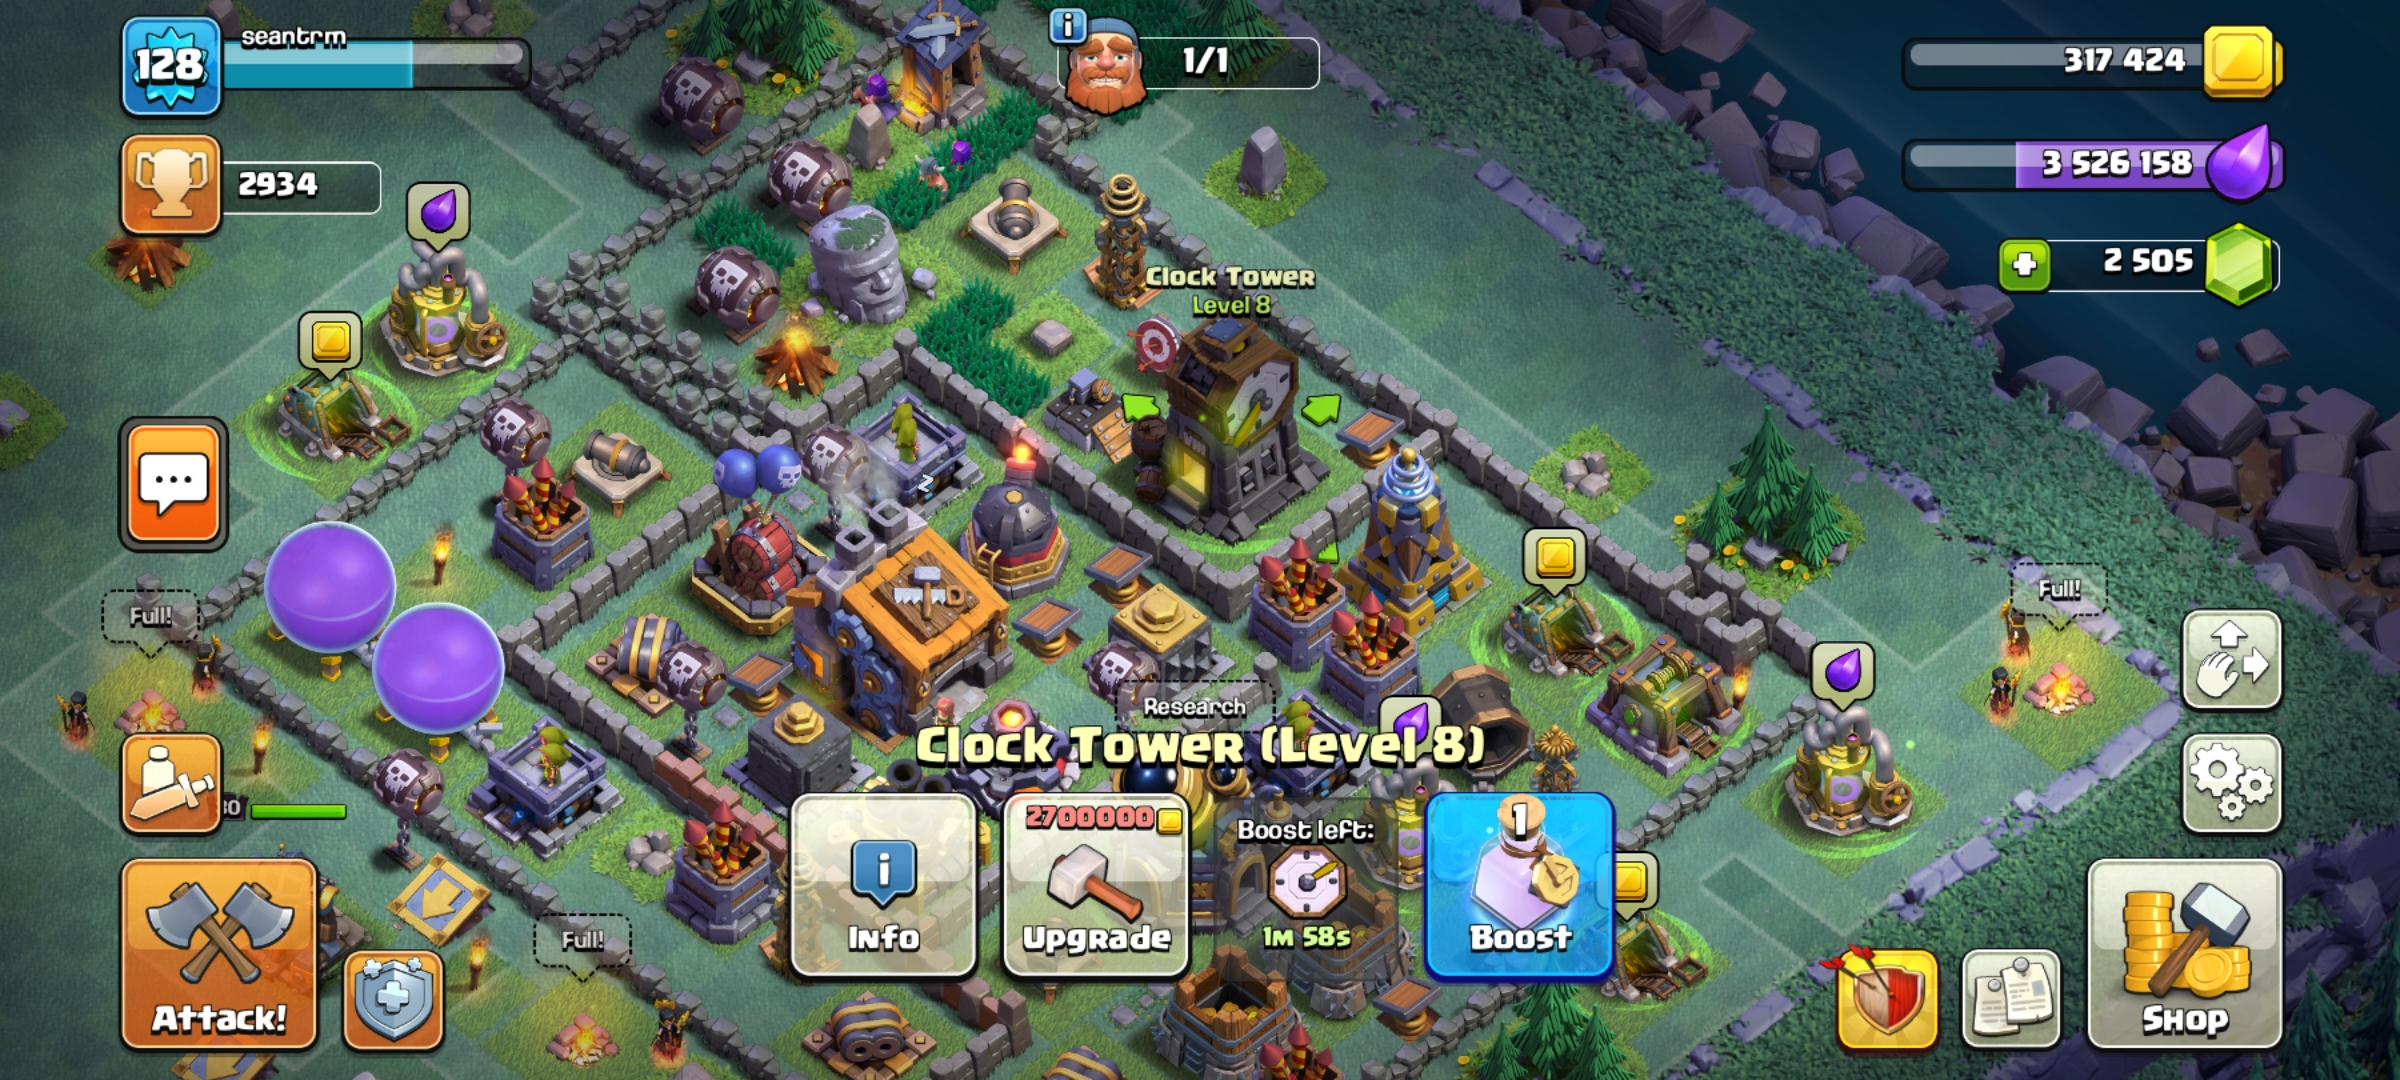 128
seantrm
1/1
317 424
2934
3 526 158
2 505
Clock Tower
Level 8
Full!
Full!
Research
Clock Tower (Level 8)
2700000
Boost left:
1
30
1m 58s
Info
Upgrade
Boost
Full!
Attack!
Shop